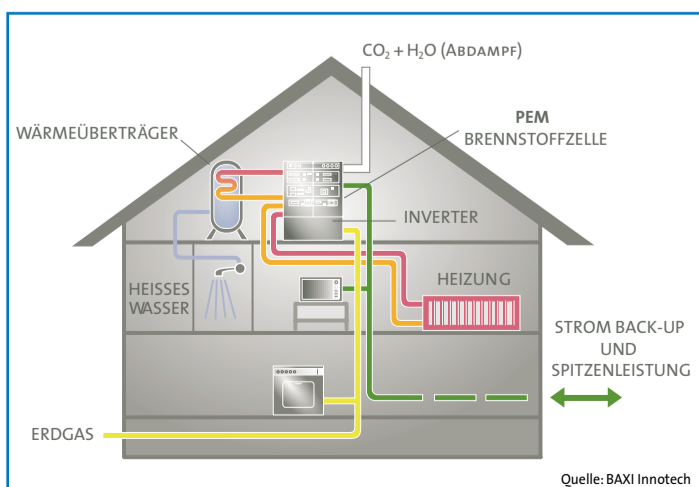 CO₂ + H₂O (ABDAMPF)
WÄRMEÜBERTRÄGER
PEM
BRENNSTOFFZELLE
INVERTER
HEISSES
WASSER
HEIZUNG
STROM BACK-UP
UND
SPITZENLEISTUNG
ERDGAS
Quelle: BAXI Innotech